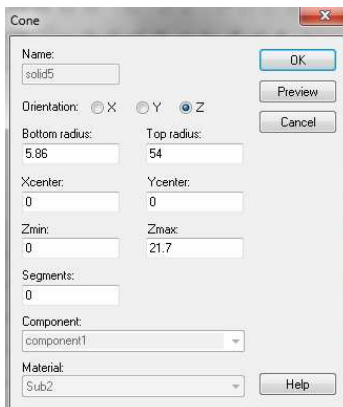 Cone
Name:
solid5
OK
Orientation: X Y Z
Preview
Bottom radius: Top radius:
Cancel
5.86 54
Xcenter: Ycenter:
0 0
Zmin: Zmax:
0 21.7
Segments:
0
Component:
component1
Material:
Sub2
Help